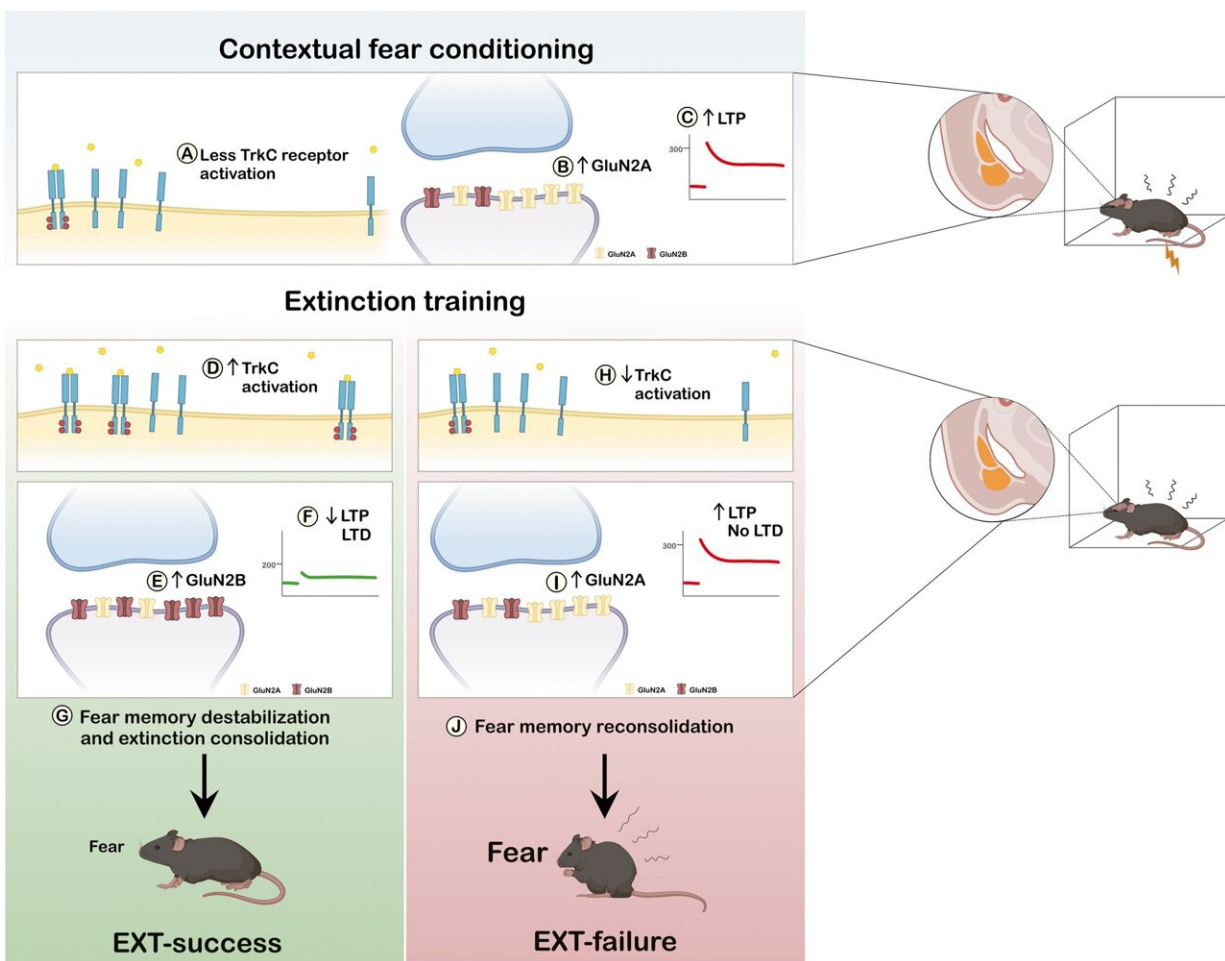 Contextual fear conditioning
A Less TrkC receptor
activation
B ↑GluN2A
C ↑LTP
300
GluN2A GluN2B
Extinction training
D ↑TrkC
activation
H ↓TrkC
activation
F ↓LTP
LTD
200
E ↑GluN2B
GluN2A GluN2B
↑LTP
No LTD
300
I ↑GluN2A
GluN2A GluN2B
G Fear memory destabilization
and extinction consolidation
J Fear memory reconsolidation
Fear
Fear
EXT-success
EXT-failure